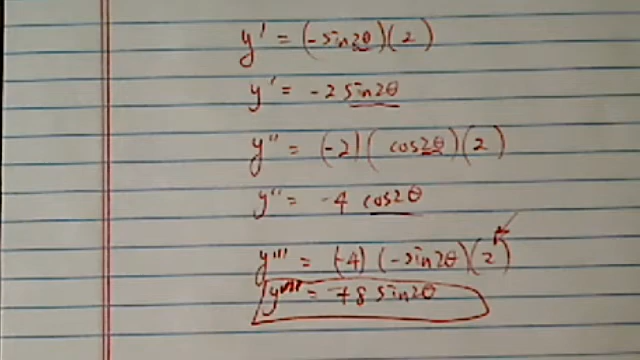 y' = (-sin2θ)(2)
y' = -2 sin2θ
y'' = (-2)(cos2θ)(2)
y'' = -4 cos2θ
y''' = (-4)(-sin2θ)(2)
y''' = +8 sin2θ